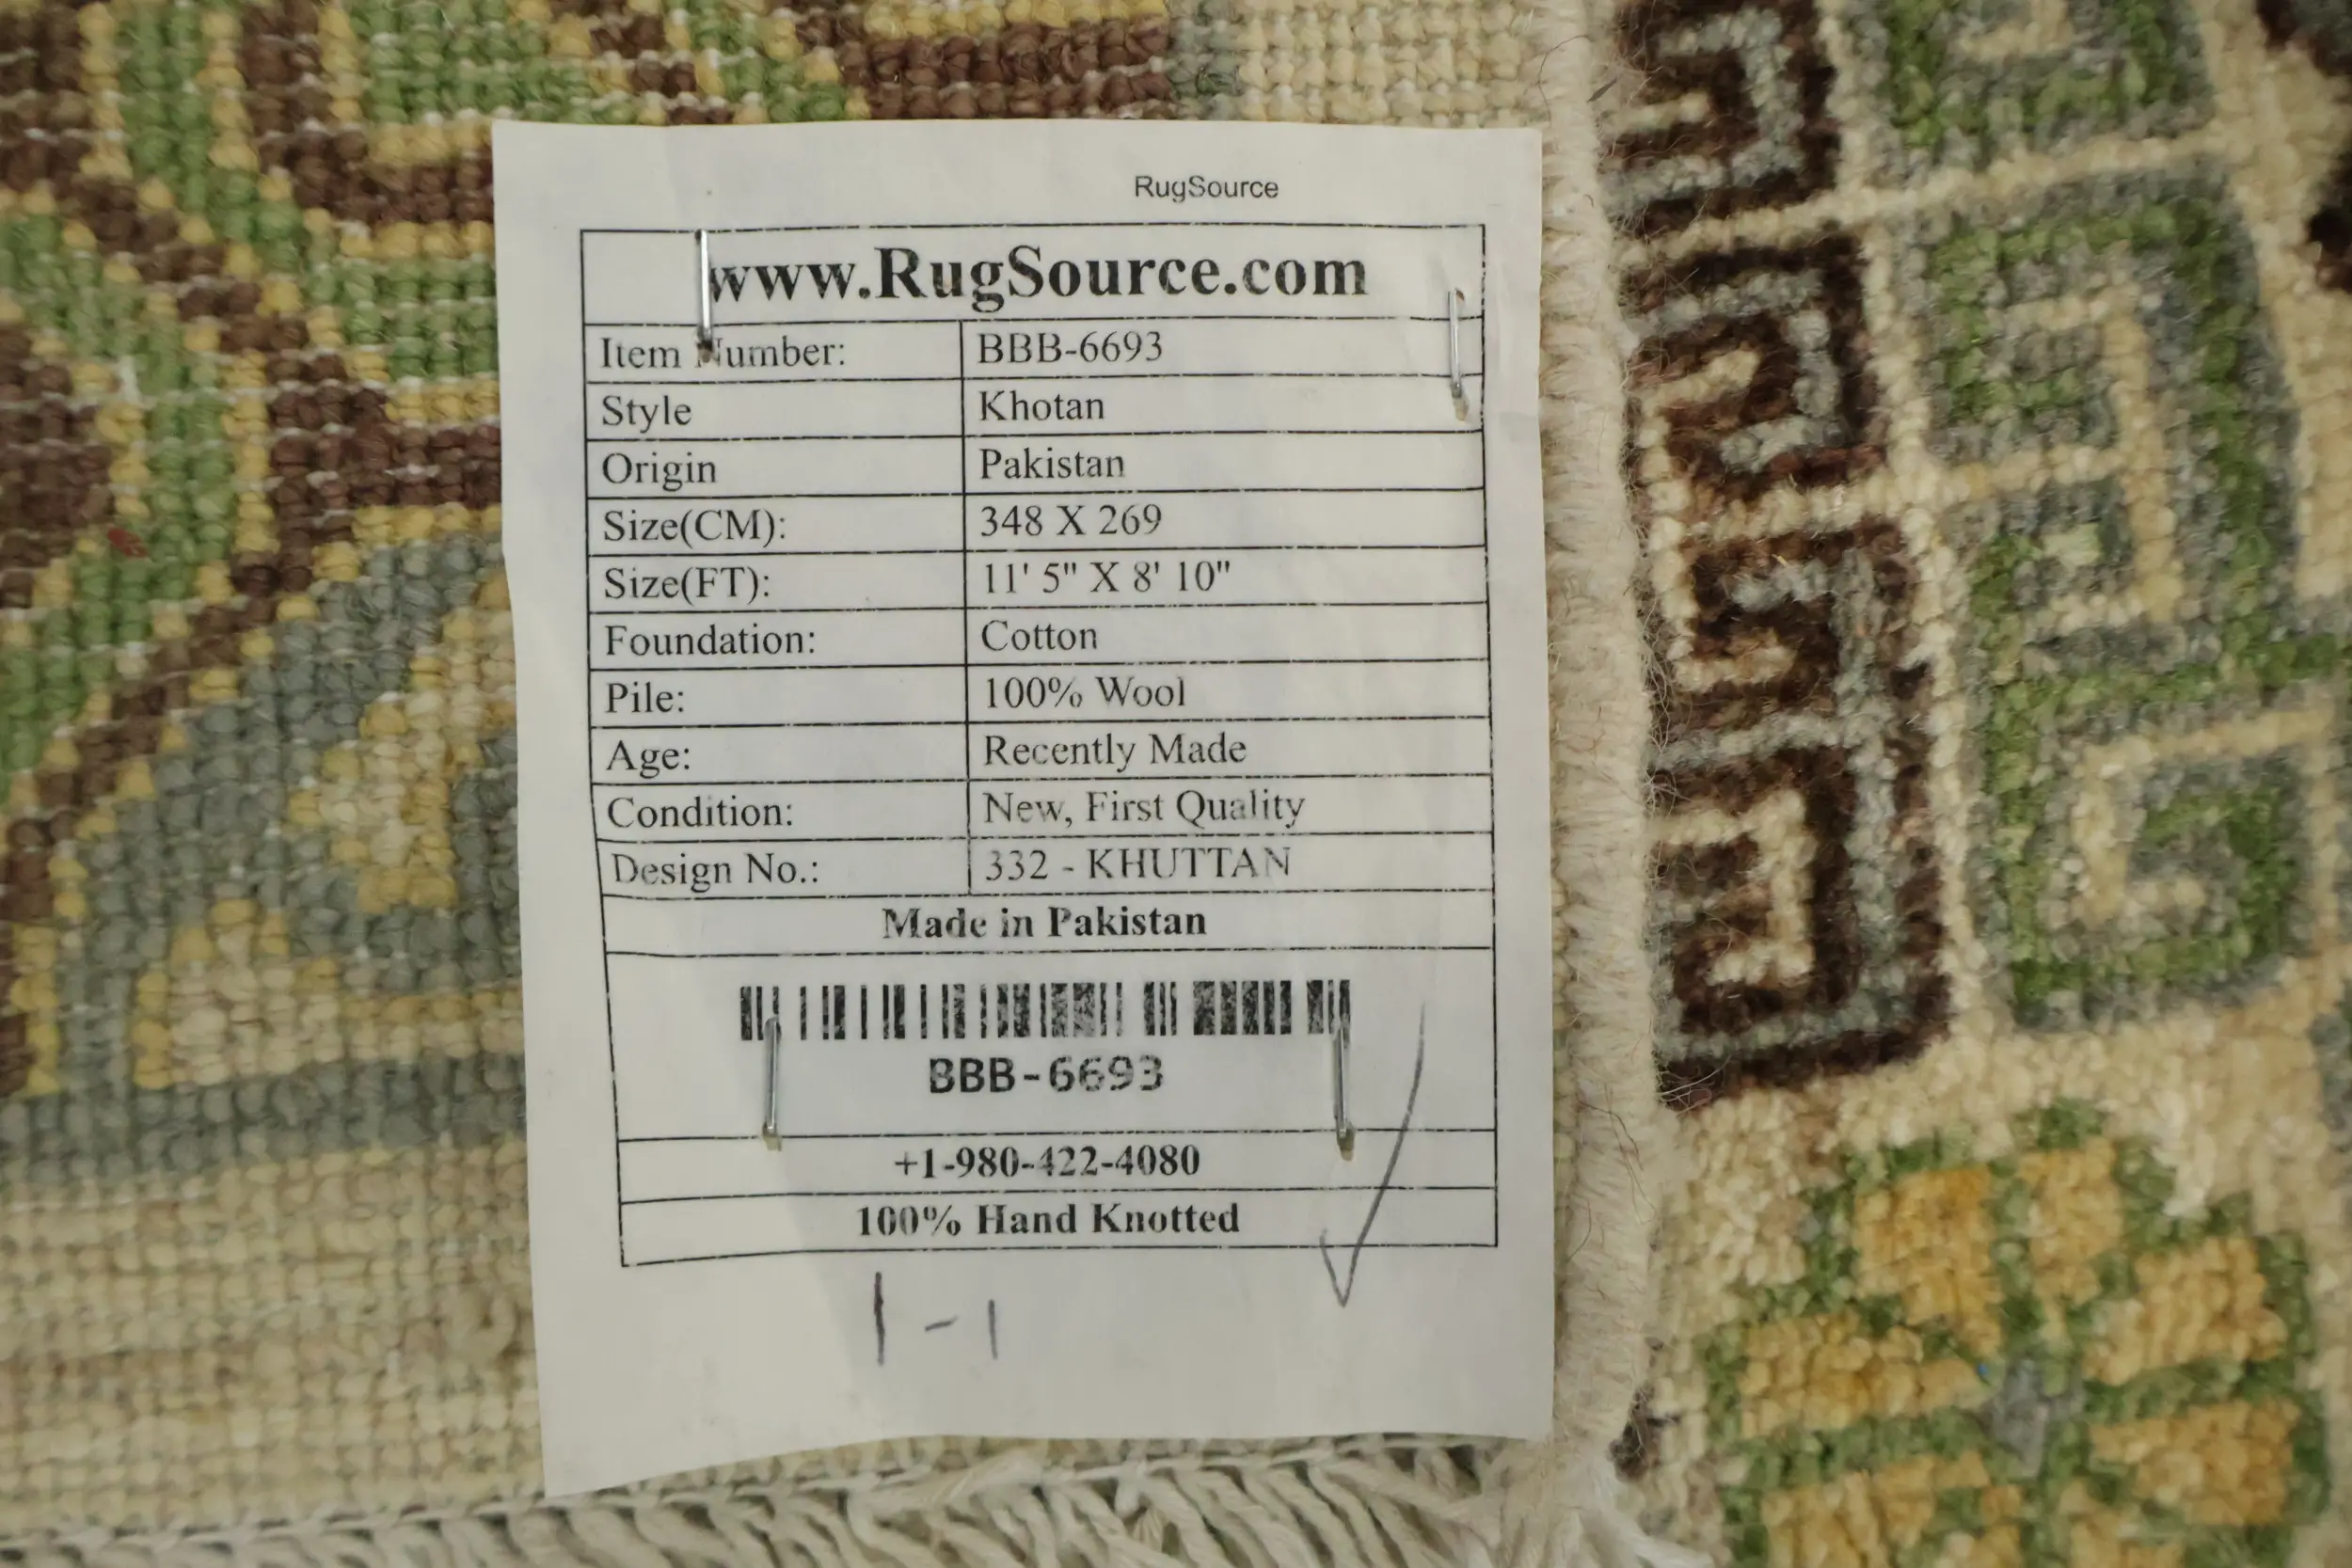 RugSource
www.RugSource.com
Item Number: BBB-6693
Style Khotan
Origin Pakistan
Size(CM): 348 X 269
Size(FT): 11' 5" X 8' 10"
Foundation: Cotton
Pile: 100% Wool
Age: Recently Made
Condition: New, First Quality
Design No.: 332 - KHUTTAN
Made in Pakistan
BBB-6693
+1-980-422-4080
100% Hand Knotted
1-1